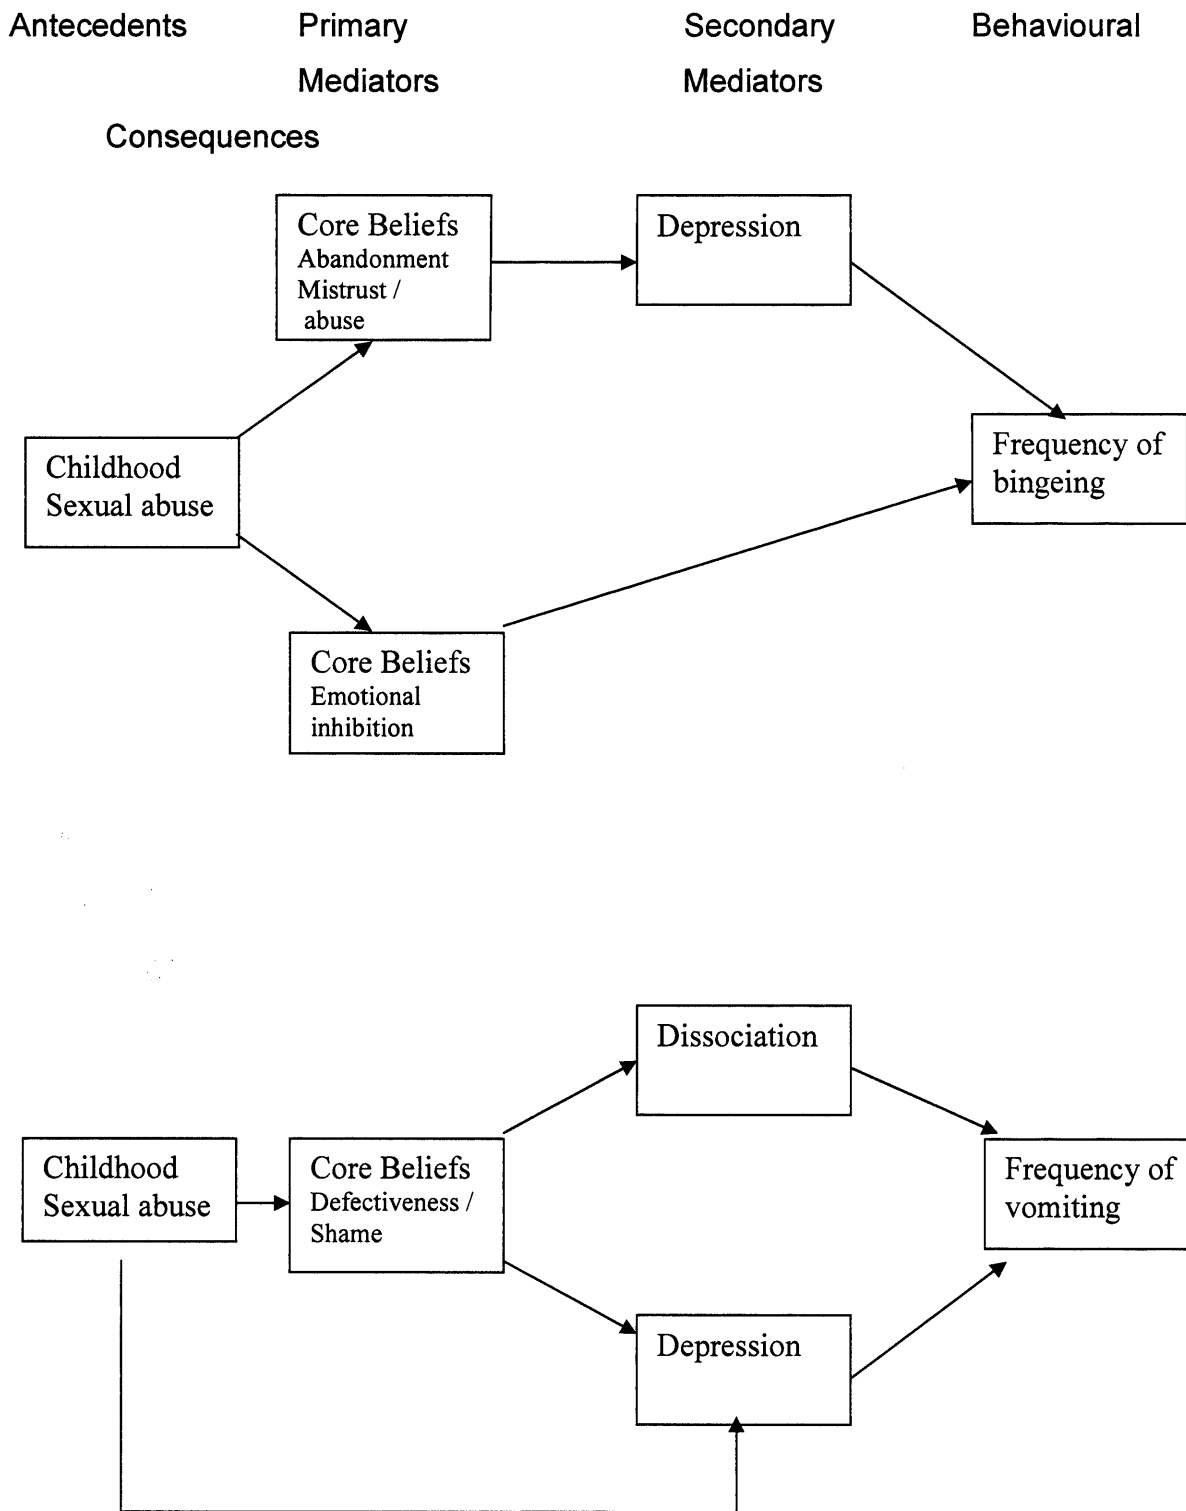 Antecedents Primary Secondary Behavioural
Mediators Mediators
Consequences
Core Beliefs
Abandonment
Mistrust /
abuse
Depression
Childhood
Sexual abuse
Frequency of
bingeing
Core Beliefs
Emotional
inhibition
Dissociation
Childhood
Sexual abuse
Core Beliefs
Defectiveness /
Shame
Frequency of
vomiting
Depression